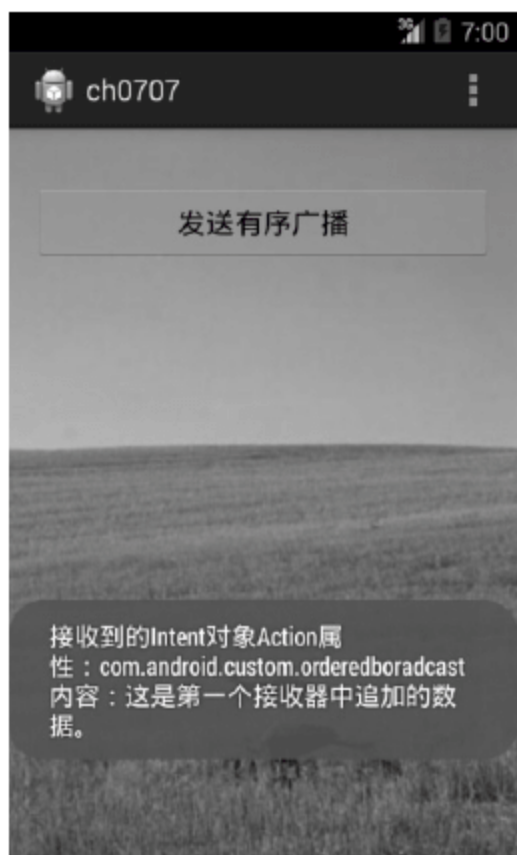 3G 7:00
ch0707
发送有序广播
接收到的Intent对象Action属
性：com.android.custom.orderedboradcast
内容：这是第一个接收器中追加的数
据。